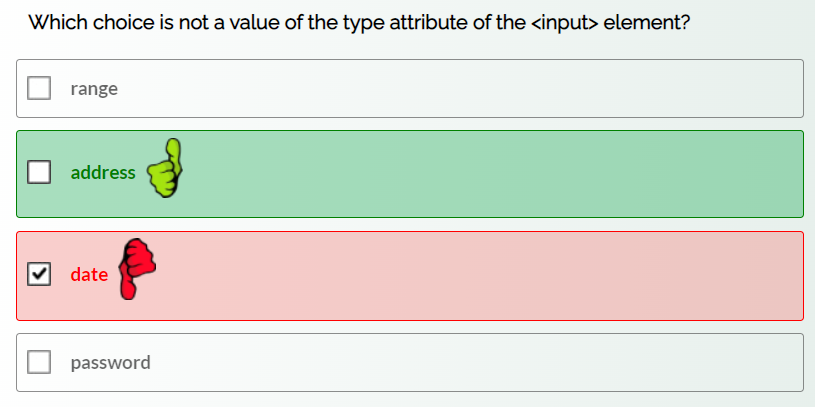 Which choice is not a value of the type attribute of the <input> element?
range
address
date
password